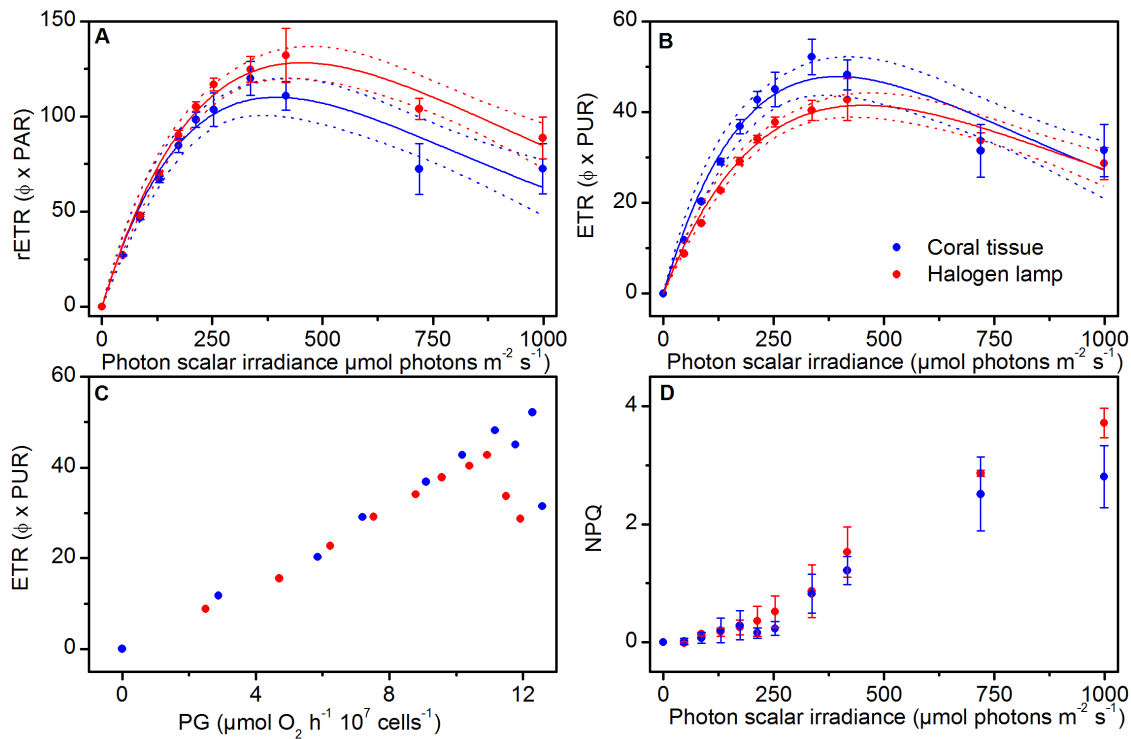 A
rETR (ϕ x PAR)
150
100
50
0
0 250 500 750 1000
Photon scalar irradiance µmol photons m⁻² s⁻¹
B
ETR (ϕ x PUR)
60
40
20
0
Coral tissue
Halogen lamp
0 250 500 750 1000
Photon scalar irradiance (µmol photons m⁻² s⁻¹)
C
ETR (ϕ x PUR)
60
40
20
0
0 4 8 12
PG (µmol O₂ h⁻¹ 10⁷ cells⁻¹)
D
NPQ
4
2
0
0 250 500 750 1000
Photon scalar irradiance (µmol photons m⁻² s⁻¹)